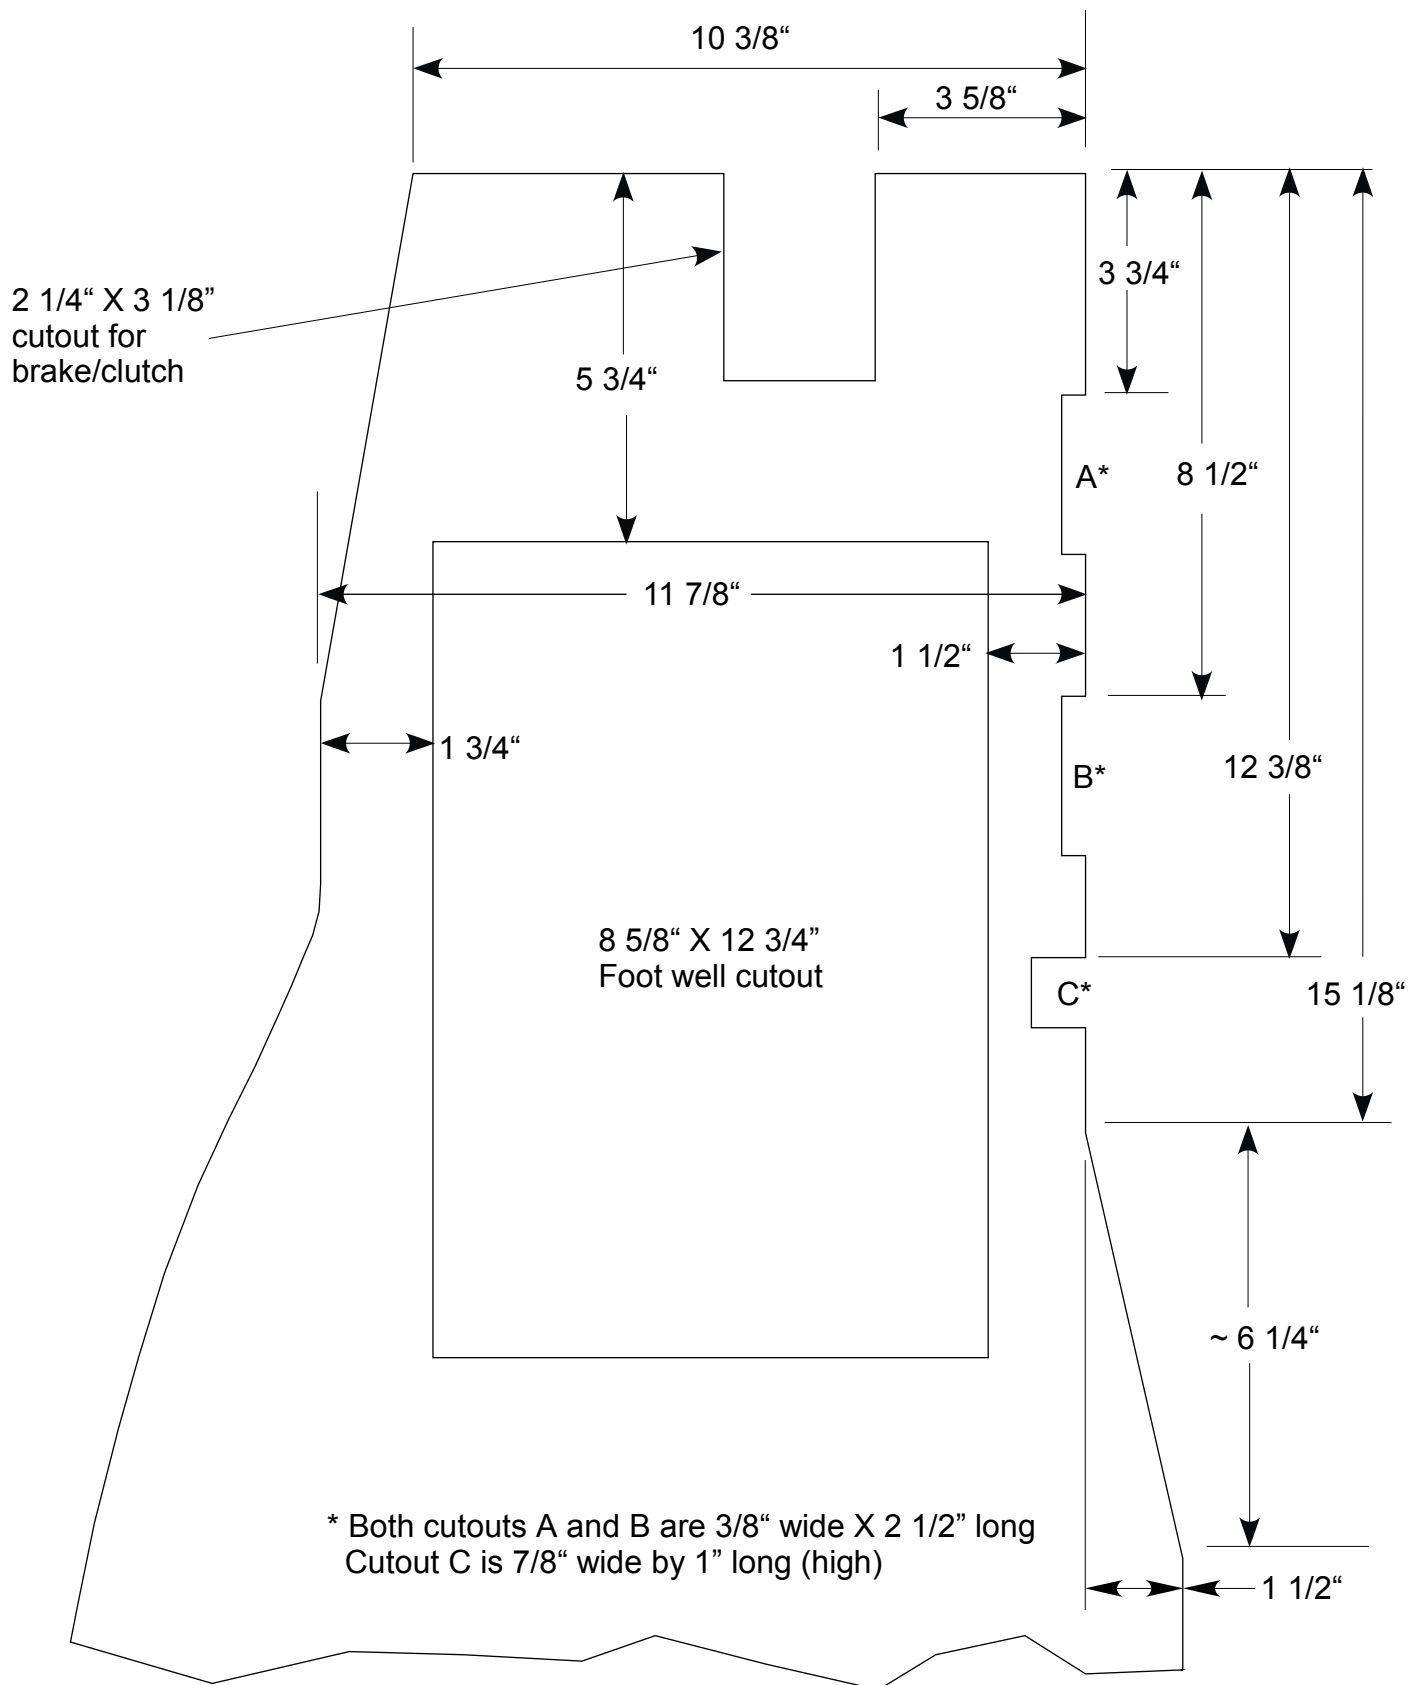 10 3/8“
3 5/8“
3 3/4“
2 1/4“ X 3 1/8”
cutout for
brake/clutch
5 3/4“
A*
8 1/2“
11 7/8“
1 1/2“
1 3/4“
B*
12 3/8“
8 5/8“ X 12 3/4”
Foot well cutout
C*
15 1/8“
~ 6 1/4“
* Both cutouts A and B are 3/8“ wide X 2 1/2” long
Cutout C is 7/8“ wide by 1” long (high)
1 1/2“